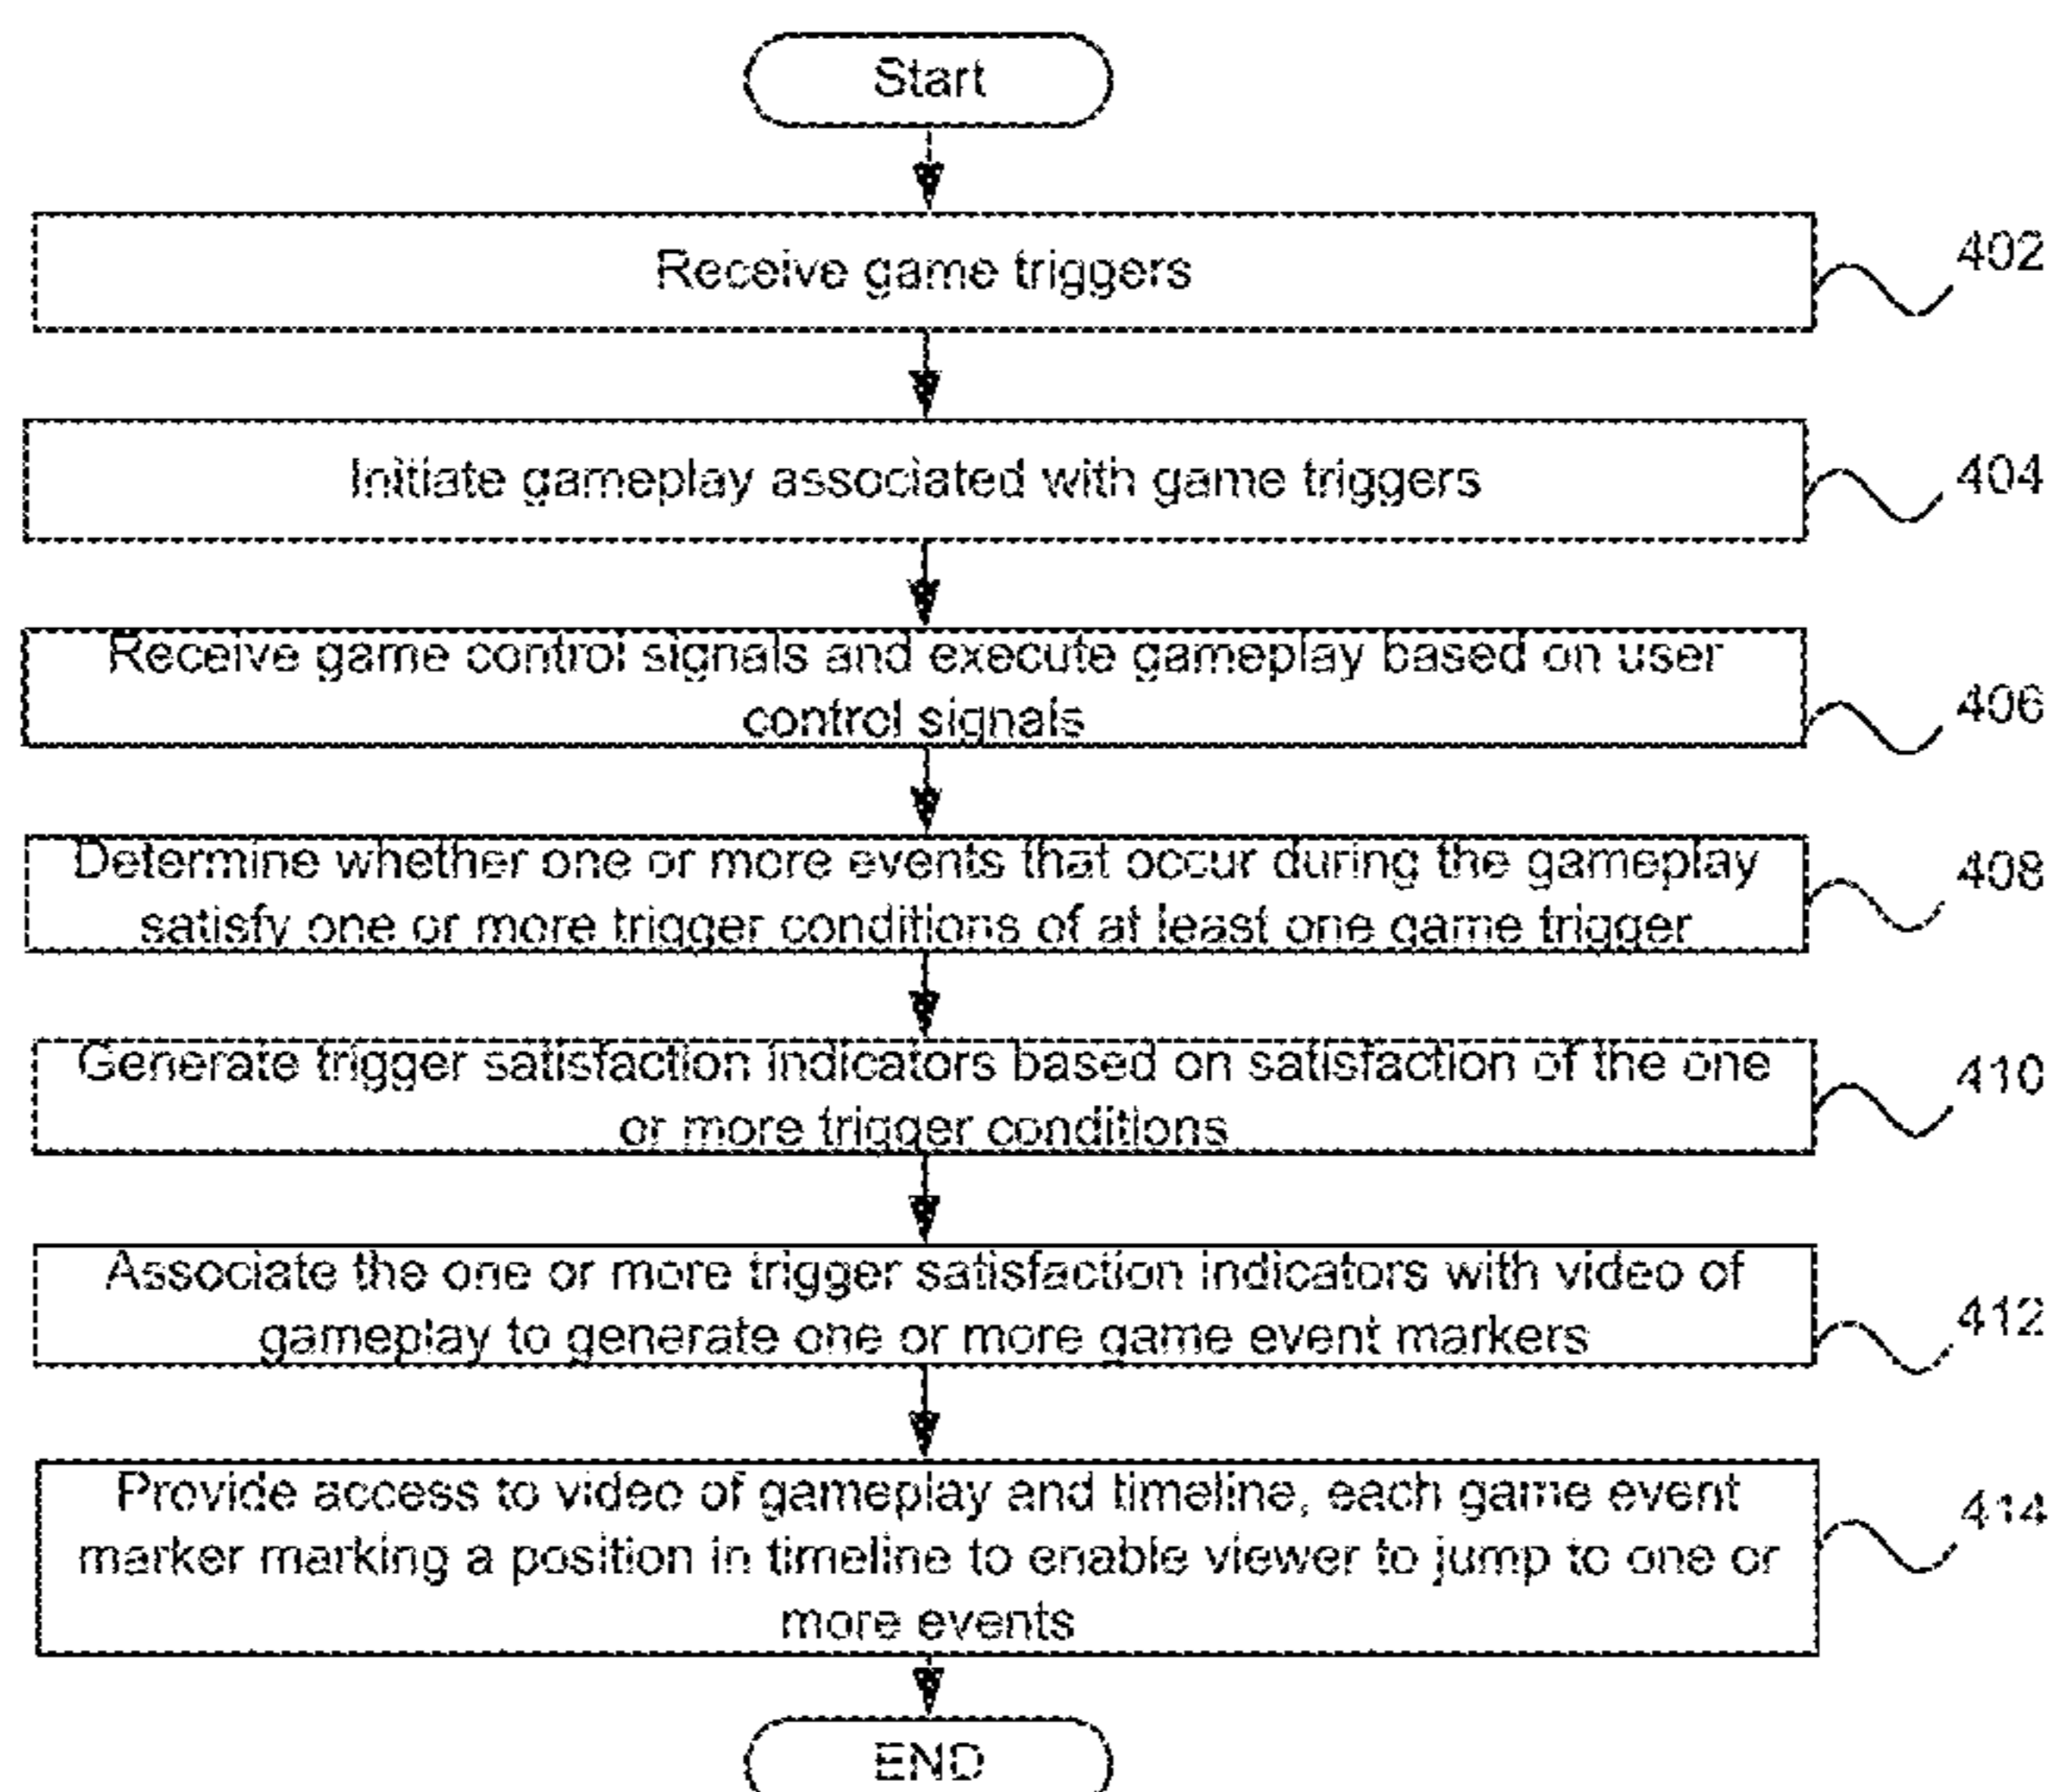 Start
Receive game triggers
402
Initiate gameplay associated with game triggers
404
Receive game control signals and execute gameplay based on user
control signals
406
Determine whether one or more events that occur during the gameplay
satisfy one or more trigger conditions of at least one game trigger
408
Generate trigger satisfaction indicators based on satisfaction of the one
or more trigger conditions
410
Associate the one or more trigger satisfaction indicators with video of
gameplay to generate one or more game event markers
412
Provide access to video of gameplay and timeline, each game event
marker marking a position in timeline to enable viewer to jump to one or
more events
414
END